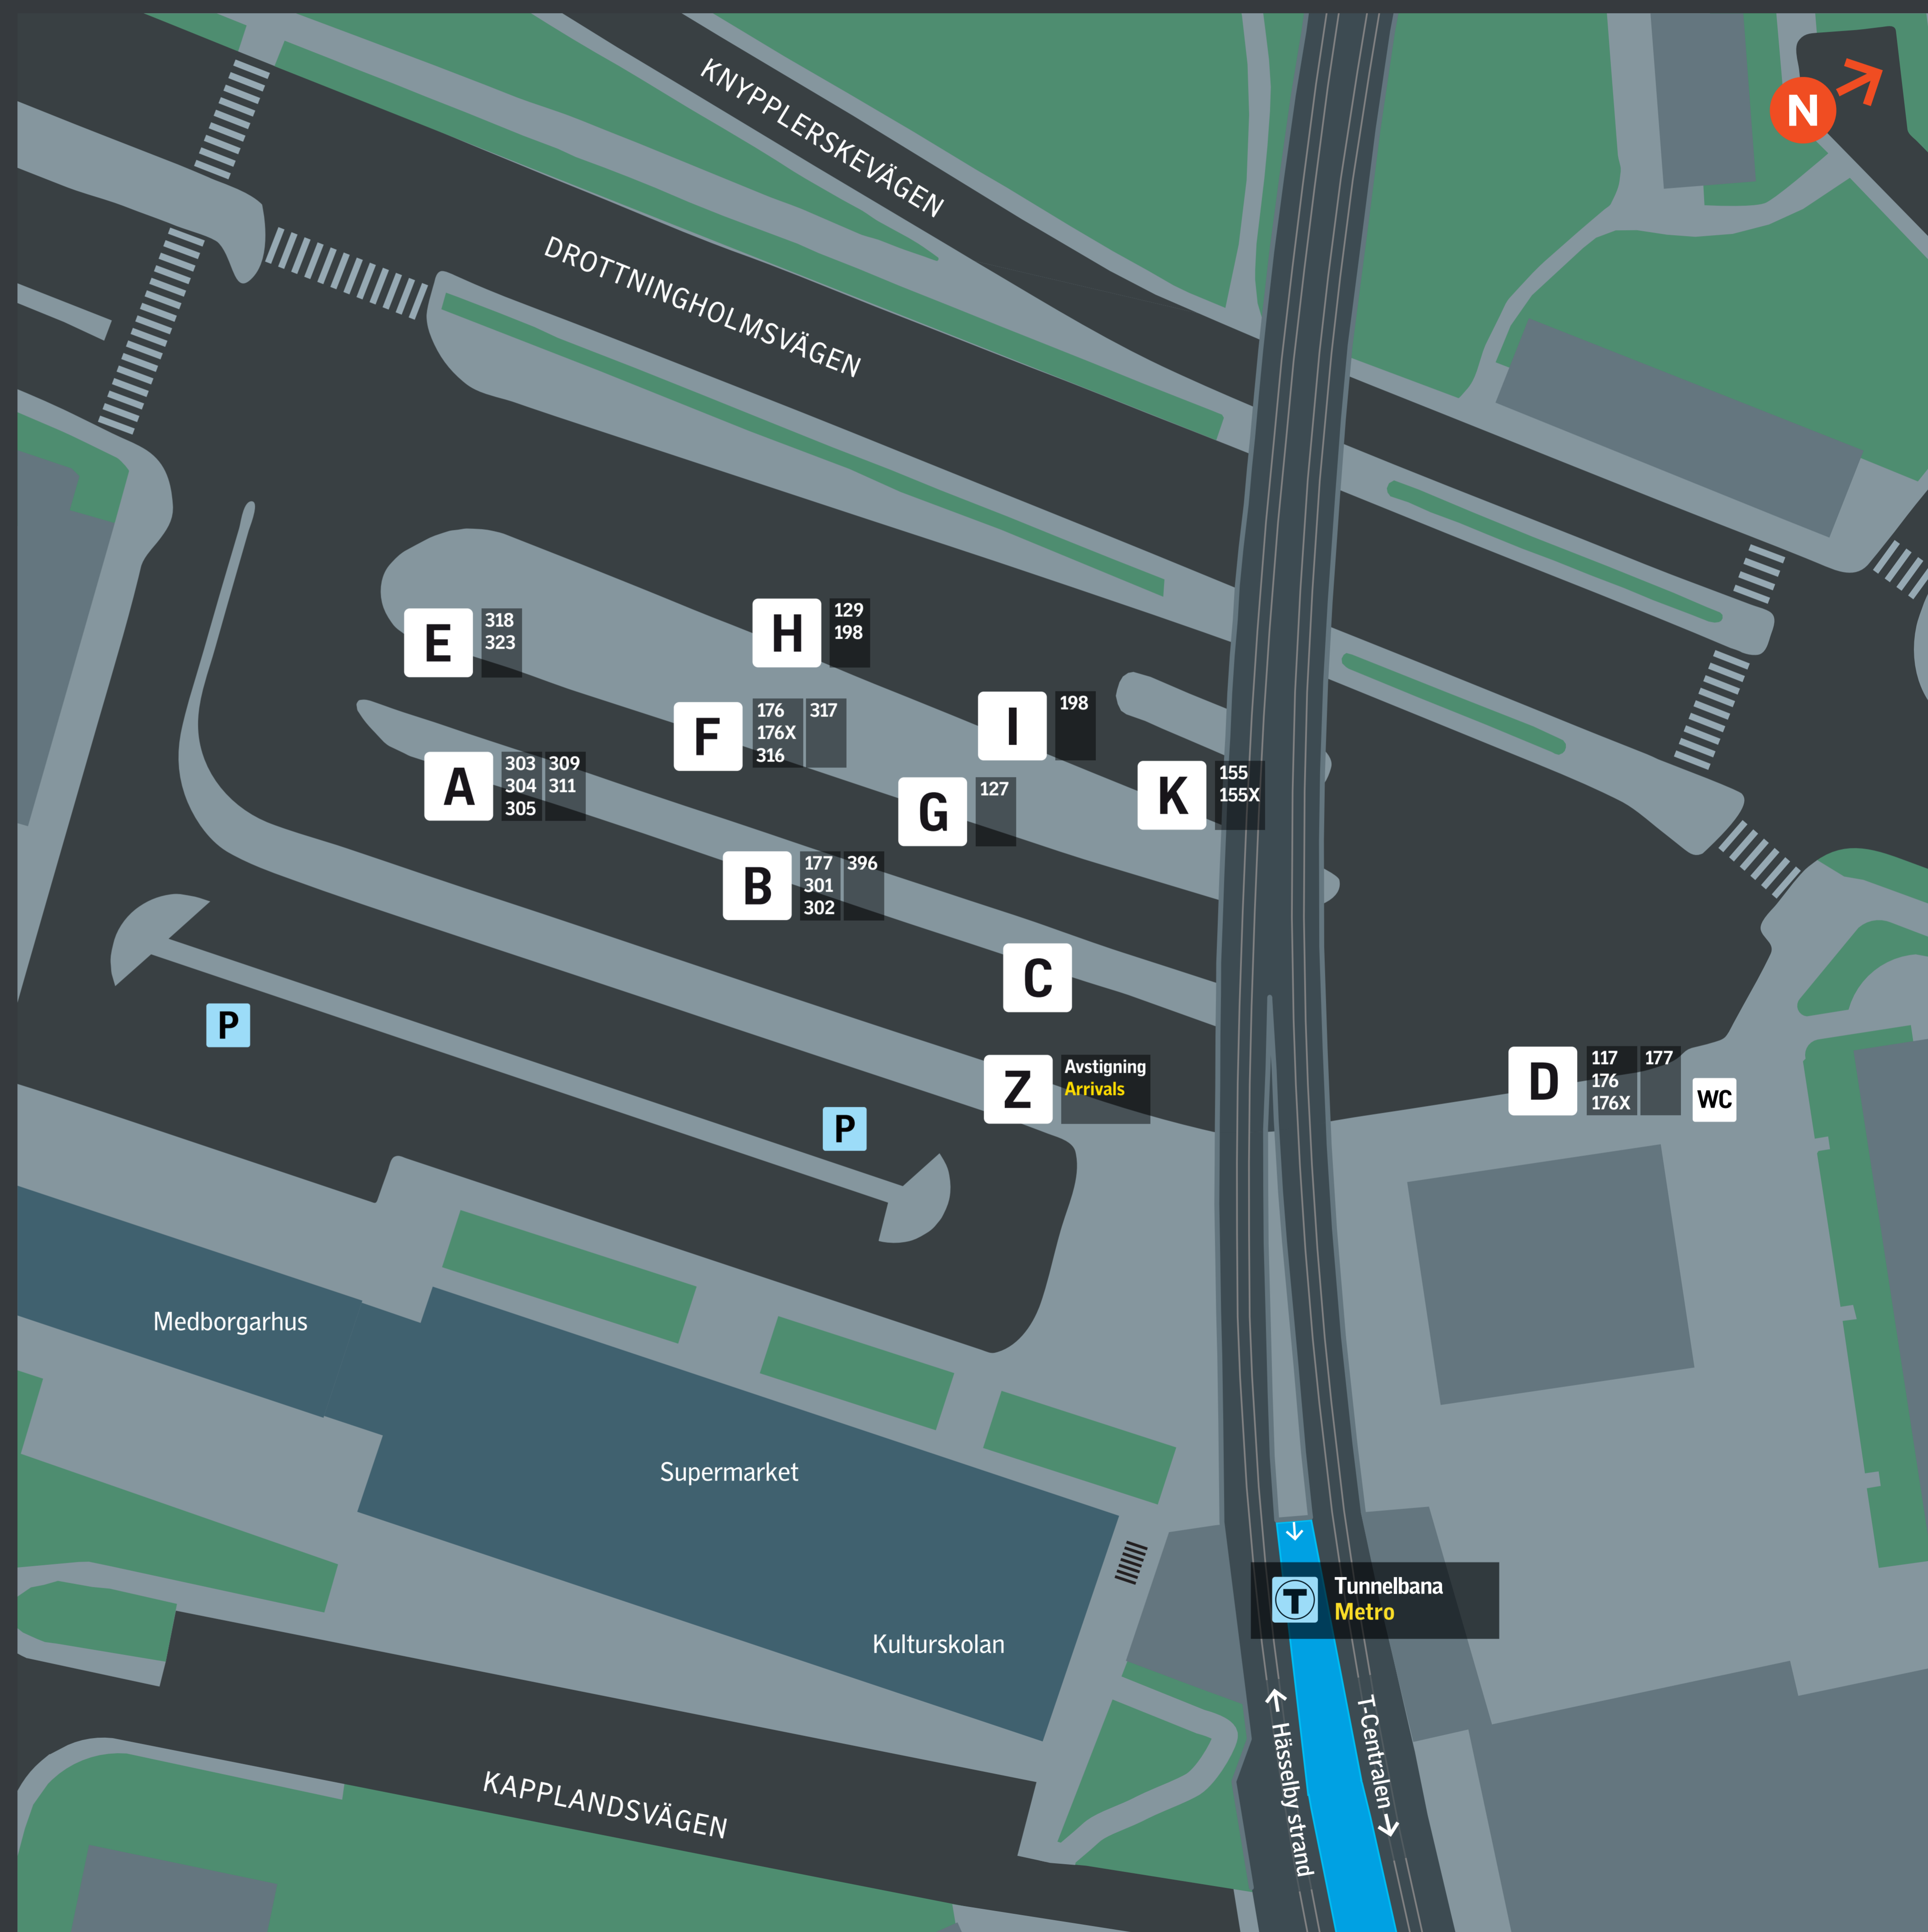 N
KNYPPLERSKEVÄGEN
DROTTNINGHOLMSVÄGEN
E
318
323
H
129
198
F
176 317
176X
316
I
198
A
303 309
304 311
305
G
127
K
155
155X
B
177 396
301
302
C
P
Z
Avstigning
Arrivals
D
117 177
176
176X
WC
P
Medborgarhus
Supermarket
Kulturskolan
T
Tunnelbana
Metro
← Hässelby strand
T-Centralen →
KAPPLANDSVÄGEN